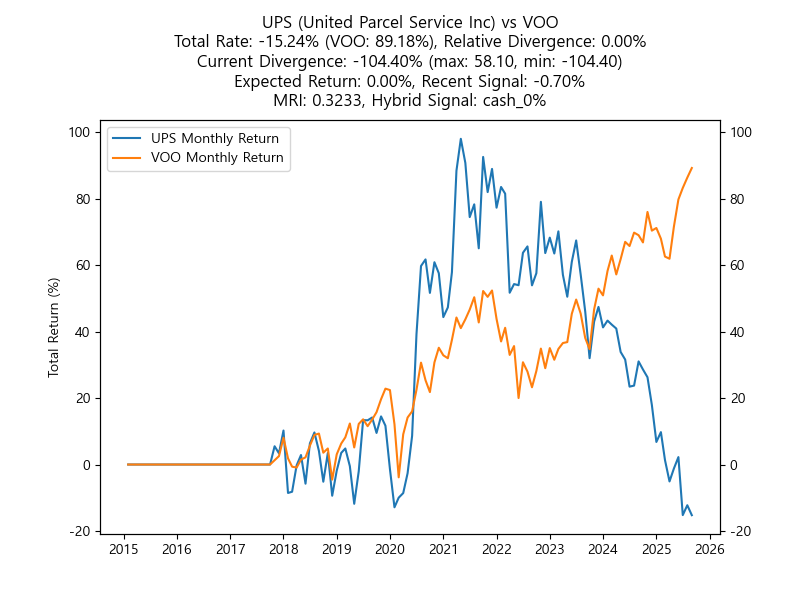 UPS (United Parcel Service Inc) vs VOO
Total Rate: -15.24% (VOO: 89.18%), Relative Divergence: 0.00%
Current Divergence: -104.40% (max: 58.10, min: -104.40)
Expected Return: 0.00%, Recent Signal: -0.70%
MRI: 0.3233, Hybrid Signal: cash_0%
UPS Monthly Return
VOO Monthly Return
Total Return (%)
100 100
80 80
60 60
40 40
20 20
0 0
-20 -20
2015 2016 2017 2018 2019 2020 2021 2022 2023 2024 2025 2026